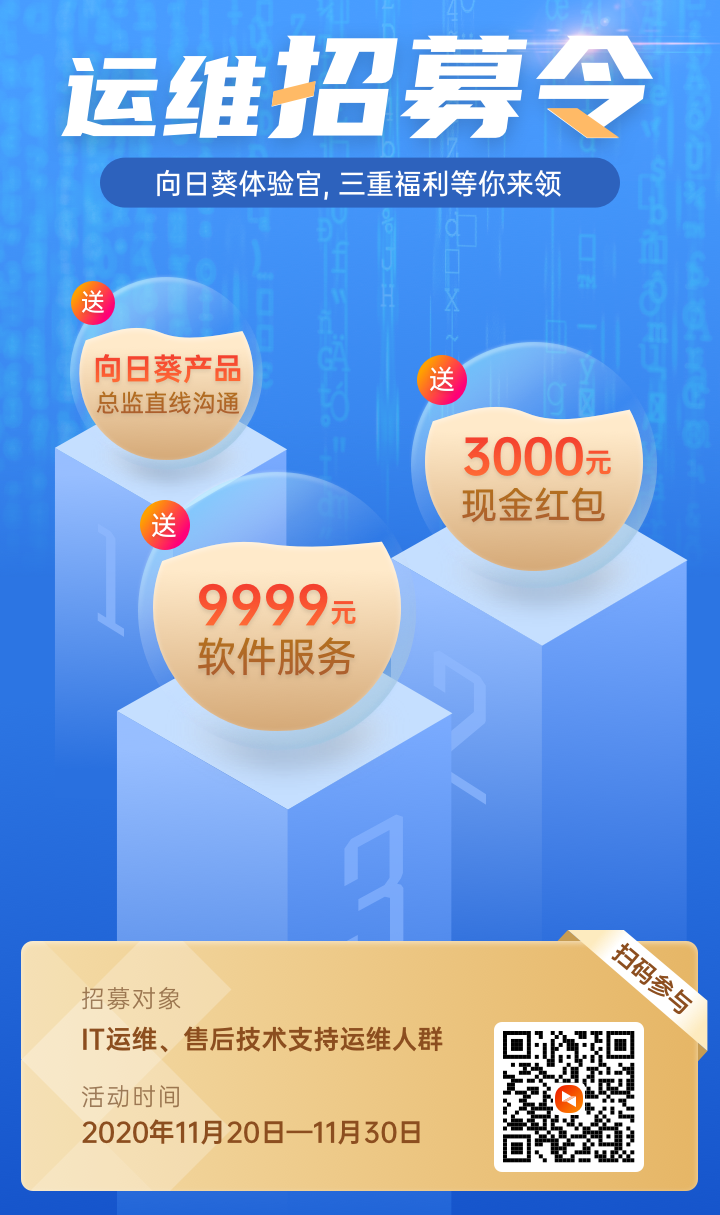 运维招募令
向日葵体验官, 三重福利等你来领
送
向日葵产品
总监直线沟通
送
3000元
现金红包
送
9999元
软件服务
1
2
3
扫码参与
招募对象
IT运维、售后技术支持运维人群
活动时间
2020年11月20日—11月30日